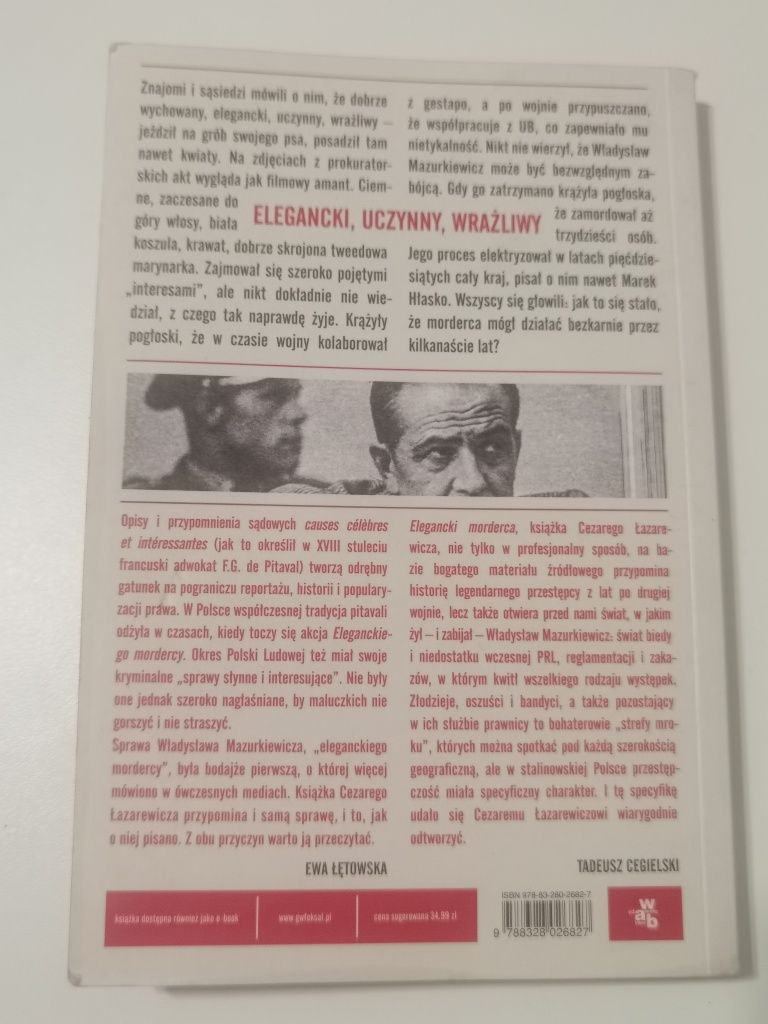 Znajomi i sąsiedzi mówili o nim, że dobrze
wychowany, elegancki, uczynny, wrażliwy –
jeździł na grób swojego psa, posadził tam
nawet kwiaty. Na zdjęciach z prokurator-
skich akt wygląda jak filmowy amant. Ciem-
ne, zaczesane do
góry włosy, biała
koszula, krawat, dobrze skrojona tweedowa
marynarka. Zajmował się szeroko pojętymi
„interesami”, ale nikt dokładnie nie wie-
dział, z czego tak naprawdę żyje. Krążyły
pogłoski, że w czasie wojny kolaborował
ELEGANCKI, UCZYNNY, WRAŻLIWY
z gestapo, a po wojnie przypuszczano,
że współpracuje z UB, co zapewniało mu
nietykalność. Nikt nie wierzył, że Władysław
Mazurkiewicz może być bezwzględnym za-
bójcą. Gdy go zatrzymano krążyła pogłoska,
że zamordował aż
trzydzieści osób.
Jego proces elektryzował w latach pięćdzie-
siątych cały kraj, pisał o nim nawet Marek
Hłasko. Wszyscy się głowili: jak to się stało,
że morderca mógł działać bezkarnie przez
kilkanaście lat?
Opisy i przypomnienia sądowych causes célèbres
et intéressantes (jak to określił w XVIII stuleciu
francuski adwokat F.G. de Pitaval) tworzą odrębny
gatunek na pograniczu reportażu, historii i populary-
zacji prawa. W Polsce współczesnej tradycja pitavali
odżyła w czasach, kiedy toczy się akcja Eleganckie-
go mordercy. Okres Polski Ludowej też miał swoje
kryminalne „sprawy słynne i interesujące”. Nie były
one jednak szeroko nagłaśniane, by maluczkich nie
gorszyć i nie straszyć.
Sprawa Władysława Mazurkiewicza, „eleganckiego
mordercy”, była bodajże pierwszą, o której więcej
mówiono w ówczesnych mediach. Książka Cezarego
Łazarewicza przypomina i samą sprawę, i to, jak
o niej pisano. Z obu przyczyn warto ją przeczytać.
EWA ŁĘTOWSKA
Elegancki morderca, książka Cezarego Łazare-
wicza, nie tylko w profesjonalny sposób, na ba-
zie bogatego materiału źródłowego przypomina
historię legendarnego przestępcy z lat po drugiej
wojnie, lecz także otwiera przed nami świat, w jakim
żył – i zabijał – Władysław Mazurkiewicz: świat biedy
i niedostatku wczesnej PRL, reglamentacji i zaka-
zów, w którym kwitł wszelkiego rodzaju występek.
Złodzieje, oszuści i bandyci, a także pozostający
w ich służbie prawnicy to bohaterowie „strefy mro-
ku”, których można spotkać pod każdą szerokością
geograficzną, ale w stalinowskiej Polsce przestęp-
czość miała specyficzny charakter. I tę specyfikę
udało się Cezaremu Łazarewiczowi wiarygodnie
odtworzyć.
TADEUSZ CEGIELSKI
książka dostępna również jako e-book
www.gwfoksal.pl
cena sugerowana 34,99 zł
ISBN 978-83-280-2682-7
9 788328 026827
w
a
b